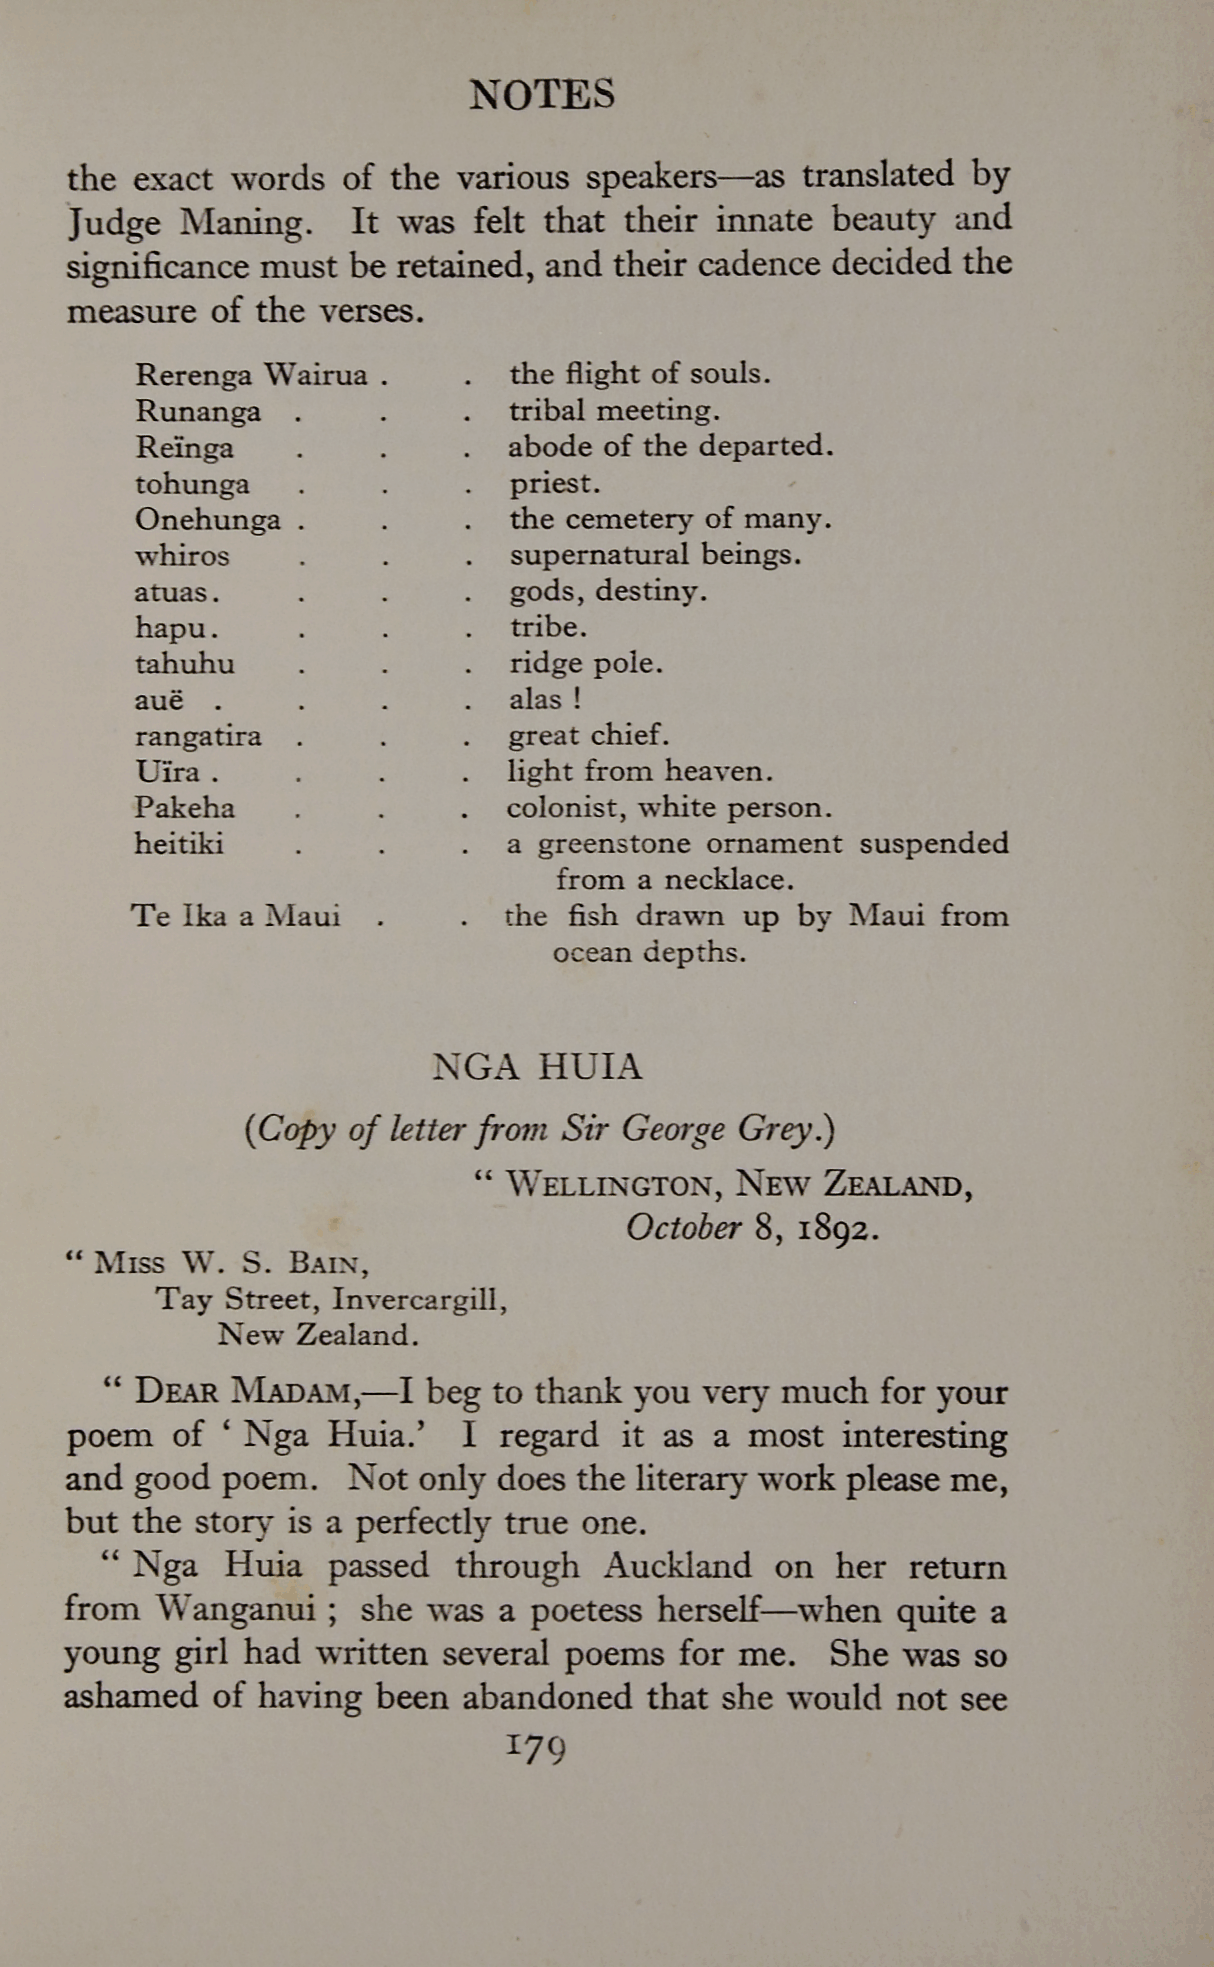 NOTES
the exact words of the various speakers—as translated by
Judge Maning. It was felt that their innate beauty and
significance must be retained, and their cadence decided the
measure of the verses.
Rerenga Wairua . . the flight of souls.
Runanga . . . tribal meeting.
Reïnga . . . abode of the departed.
tohunga . . . priest.
Onehunga . . . the cemetery of many.
whiros . . . supernatural beings.
atuas. . . . gods, destiny.
hapu. . . . tribe.
tahuhu . . . ridge pole.
auë . . . . alas !
rangatira . . . great chief.
Uïra . . . . light from heaven.
Pakeha . . . colonist, white person.
heitiki . . . a greenstone ornament suspended
from a necklace.
Te Ika a Maui . . the fish drawn up by Maui from
ocean depths.
NGA HUIA
(Copy of letter from Sir George Grey.)
“ WELLINGTON, NEW ZEALAND,
October 8, 1892.
“ MISS W. S. BAIN,
Tay Street, Invercargill,
New Zealand.
“ DEAR MADAM,—I beg to thank you very much for your
poem of ‘ Nga Huia.’ I regard it as a most interesting
and good poem. Not only does the literary work please me,
but the story is a perfectly true one.
“ Nga Huia passed through Auckland on her return
from Wanganui ; she was a poetess herself—when quite a
young girl had written several poems for me. She was so
ashamed of having been abandoned that she would not see
179